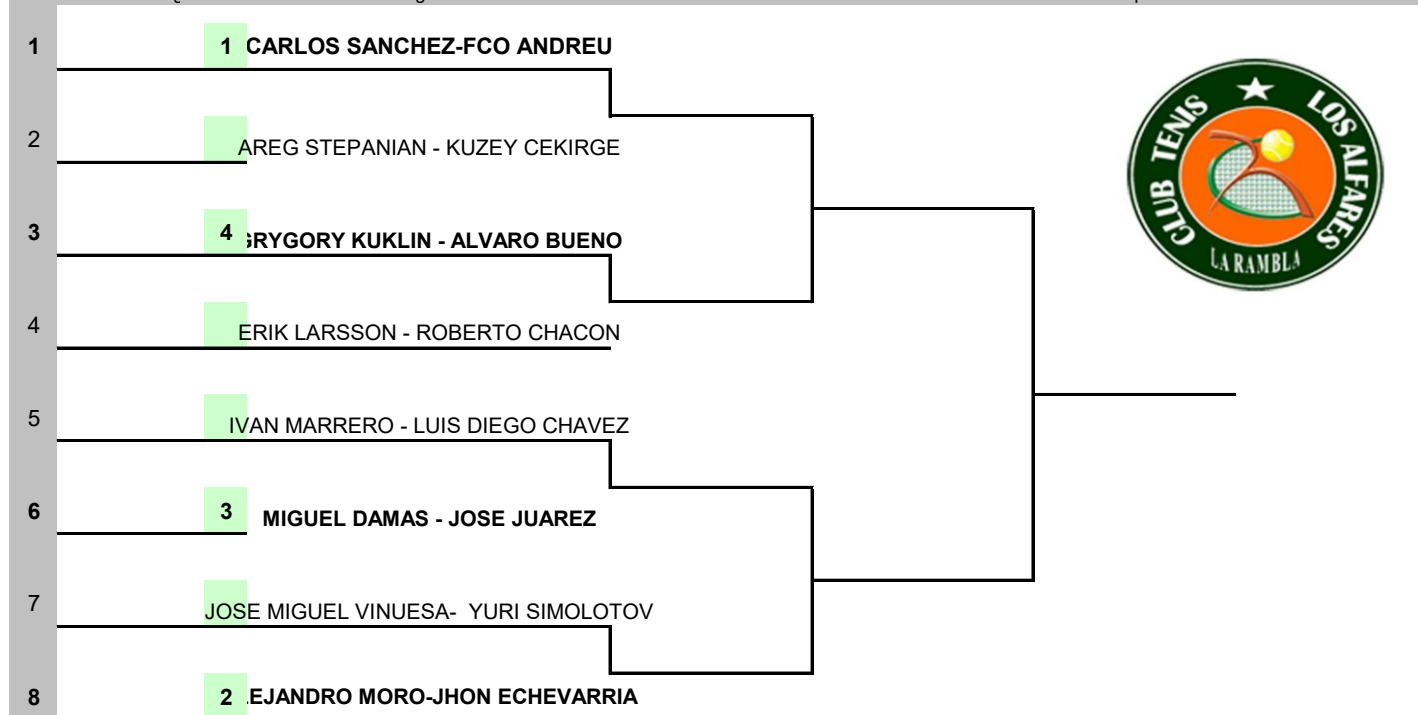 1 1 CARLOS SANCHEZ-FCO ANDREU
2 AREG STEPANIAN - KUZEY CEKIRGE
3 4 GRYGORY KUKLIN - ALVARO BUENO
4 ERIK LARSSON - ROBERTO CHACON
5 IVAN MARRERO - LUIS DIEGO CHAVEZ
6 3 MIGUEL DAMAS - JOSE JUAREZ
7 JOSE MIGUEL VINUESA- YURI SIMOLOTOV
8 2 LEJANDRO MORO-JHON ECHEVARRIA
CLUB TENIS LOS ALFARES
LA RAMBLA